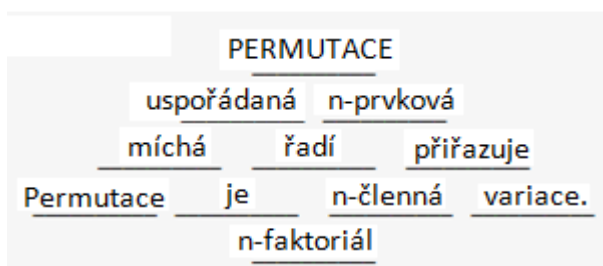 PERMUTACE
uspořádaná n-prvková
míchá řadí přiřazuje
Permutace je n-členná variace.
n-faktoriál